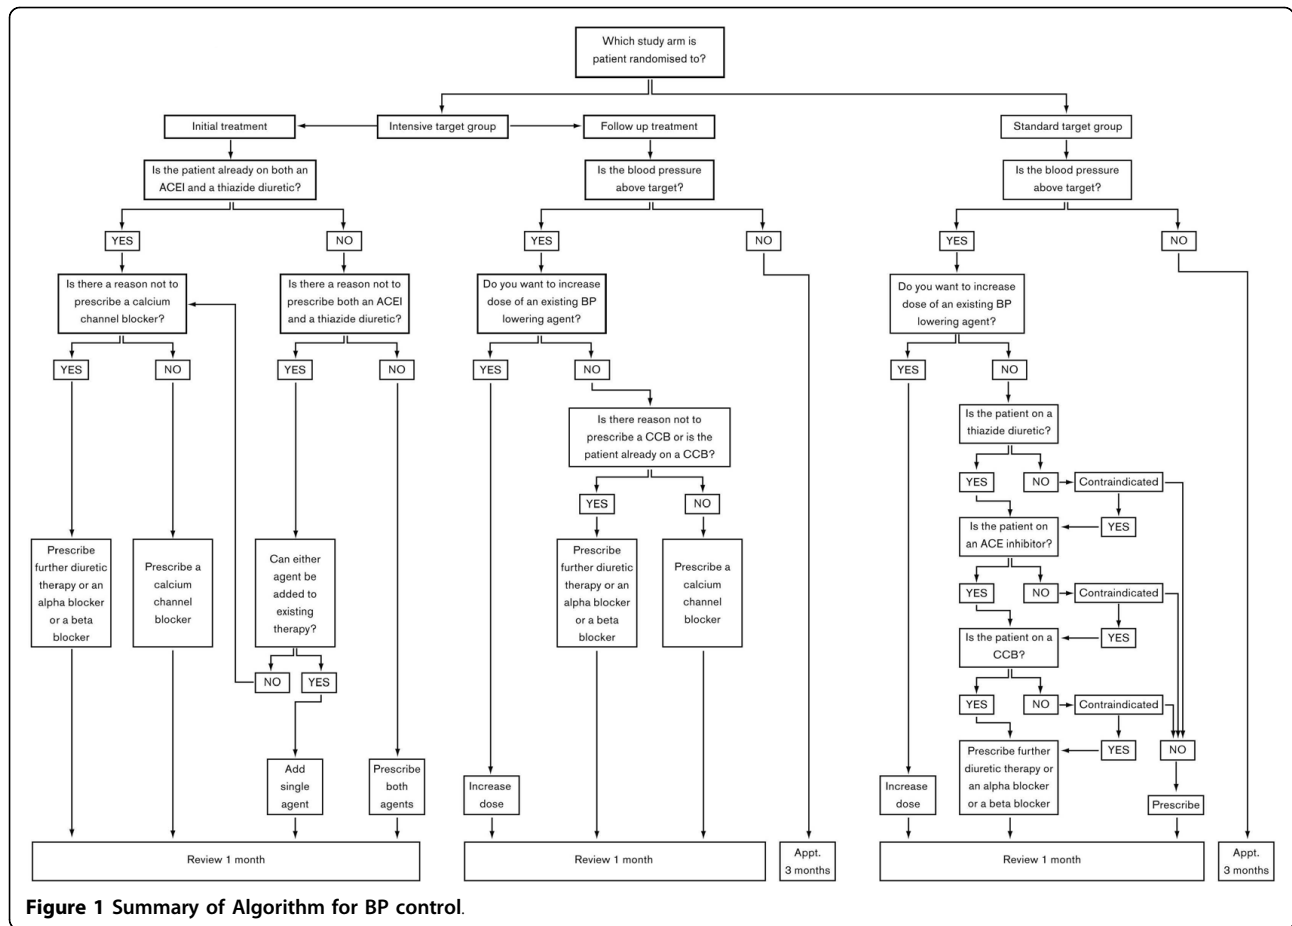 Which study arm is
patient randomised to?
Initial treatment
Intensive target group
Follow up treatment
Standard target group
Is the patient already on both an
ACEI and a thiazide diuretic?
Is the blood pressure
above target?
Is the blood pressure
above target?
YES
NO
YES
NO
YES
NO
Is there a reason not to
prescribe a calcium
channel blocker?
Is there a reason not to
prescribe both an ACEI
and a thiazide diuretic?
Do you want to increase
dose of an existing BP
lowering agent?
Do you want to increase
dose of an existing BP
lowering agent?
YES
NO
YES
NO
YES
NO
YES
NO
Is there reason not to
prescribe a CCB or is the
patient already on a CCB?
Is the patient on a
thiazide diuretic?
YES
NO
Contraindicated
YES
NO
YES
Is the patient on
an ACE inhibitor?
Prescribe
further diuretic
therapy or an
alpha blocker
or a beta
blocker
Prescribe a
calcium
channel
blocker
Can either
agent be
added to
existing
therapy?
Prescribe
further diuretic
therapy or an
alpha blocker
or a beta
blocker
Prescribe a
calcium
channel
blocker
YES
NO
Contraindicated
YES
Is the patient on a
CCB?
NO
YES
YES
NO
Contraindicated
YES
NO
Prescribe further
diuretic therapy or
an alpha blocker
or a beta blocker
Add
single
agent
Prescribe
both
agents
Increase
dose
Increase
dose
Prescribe
Review 1 month
Review 1 month
Appt.
3 months
Review 1 month
Appt.
3 months
Figure 1 Summary of Algorithm for BP control.